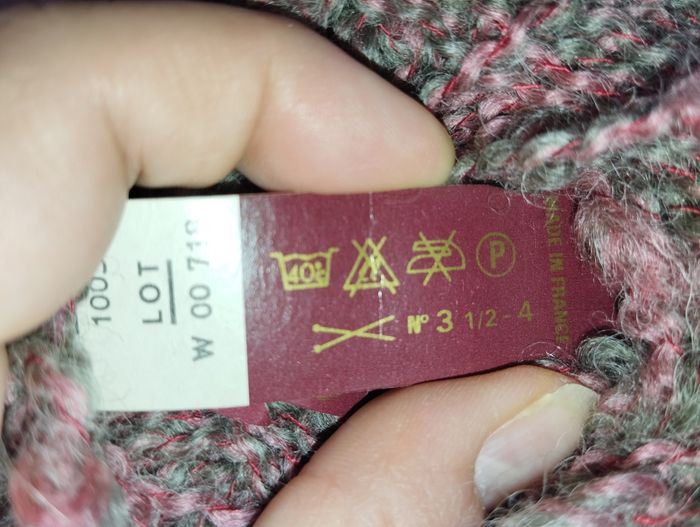 40°
P
N° 3 1/2 - 4
MADE IN FRANCE
LOT
W 00 718